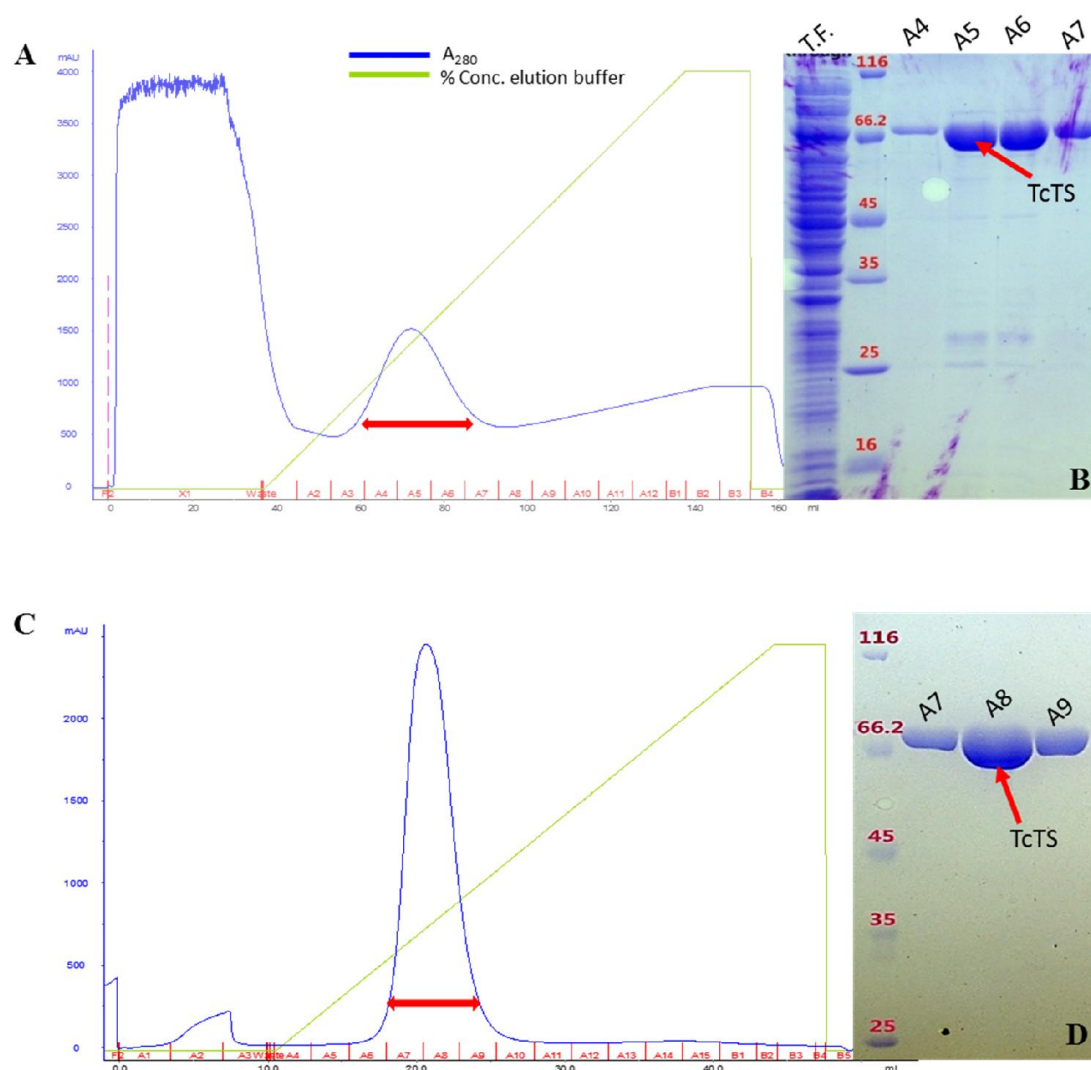 A
mAU
A280
% Conc. elution buffer
4000
3500
3000
2500
2000
1500
1000
500
0
F2 X1 Waste A2 A3 A4 A5 A6 A7 A8 A9 A10 A11 A12 B1 B2 B3 B4
0 20 40 60 80 100 120 140 ml 160
T.F. A4 A5 A6 A7
116
66.2
TcTS
45
35
25
16
B
C
mAU
2000
1500
1000
500
0
F2 A1 A2 A3 A4 A5 A6 A7 A8 A9 A10 A11 A12 A13 A14 A15 B1 B2 B3 B4 B5
0.0 10.0 20.0 30.0 40.0 ml
116
A7 A8 A9
66.2
TcTS
45
35
25
D